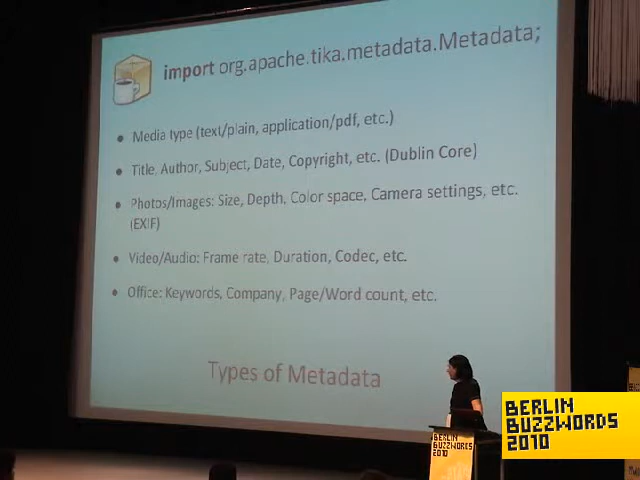 import org.apache.tika.metadata.Metadata;
• Media type (text/plain, application/pdf, etc.)
• Title, Author, Subject, Date, Copyright, etc. (Dublin Core)
• Photos/Images: Size, Depth, Color space, Camera settings, etc.
(EXIF)
• Video/Audio: Frame rate, Duration, Codec, etc.
• Office: Keywords, Company, Page/Word count, etc.
Types of Metadata
BERLIN
BUZZWORDS
2010
BERLIN
BUZZWORDS
2010